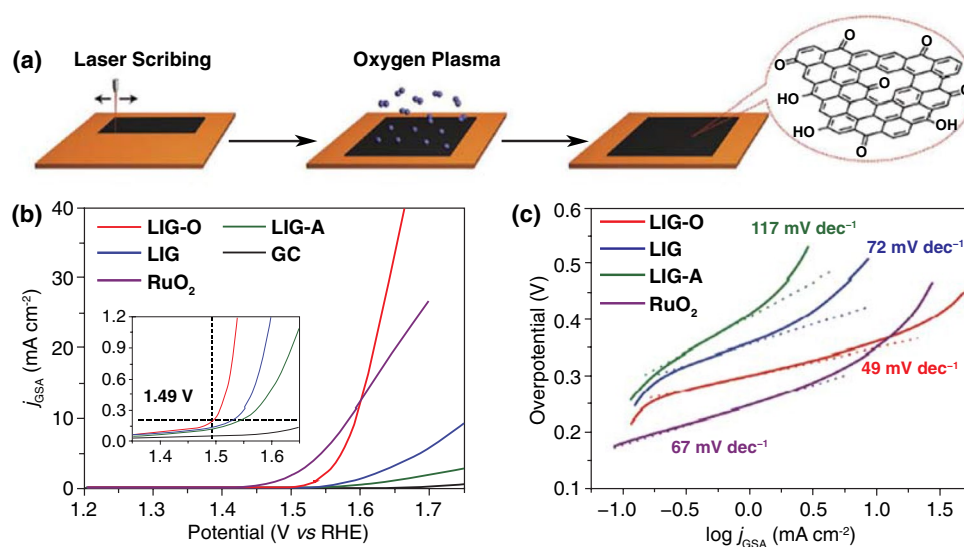 (a)
Laser Scribing
Oxygen Plasma
O
O
O
O
O
HO
HO
OH
O
(b)
LIG-O
LIG-A
LIG
GC
RuO₂
40
30
20
10
0
j_GSA (mA cm⁻²)
1.2
0.9
0.6
0.3
0.0
1.49 V
1.4 1.5 1.6
1.2 1.3 1.4 1.5 1.6 1.7
Potential (V vs RHE)
(c)
LIG-O
LIG
LIG-A
RuO₂
117 mV dec⁻¹
72 mV dec⁻¹
49 mV dec⁻¹
67 mV dec⁻¹
0.6
0.5
0.4
0.3
0.2
0.1
Overpotential (V)
−1.0 −0.5 0.0 0.5 1.0 1.5
log j_GSA (mA cm⁻²)